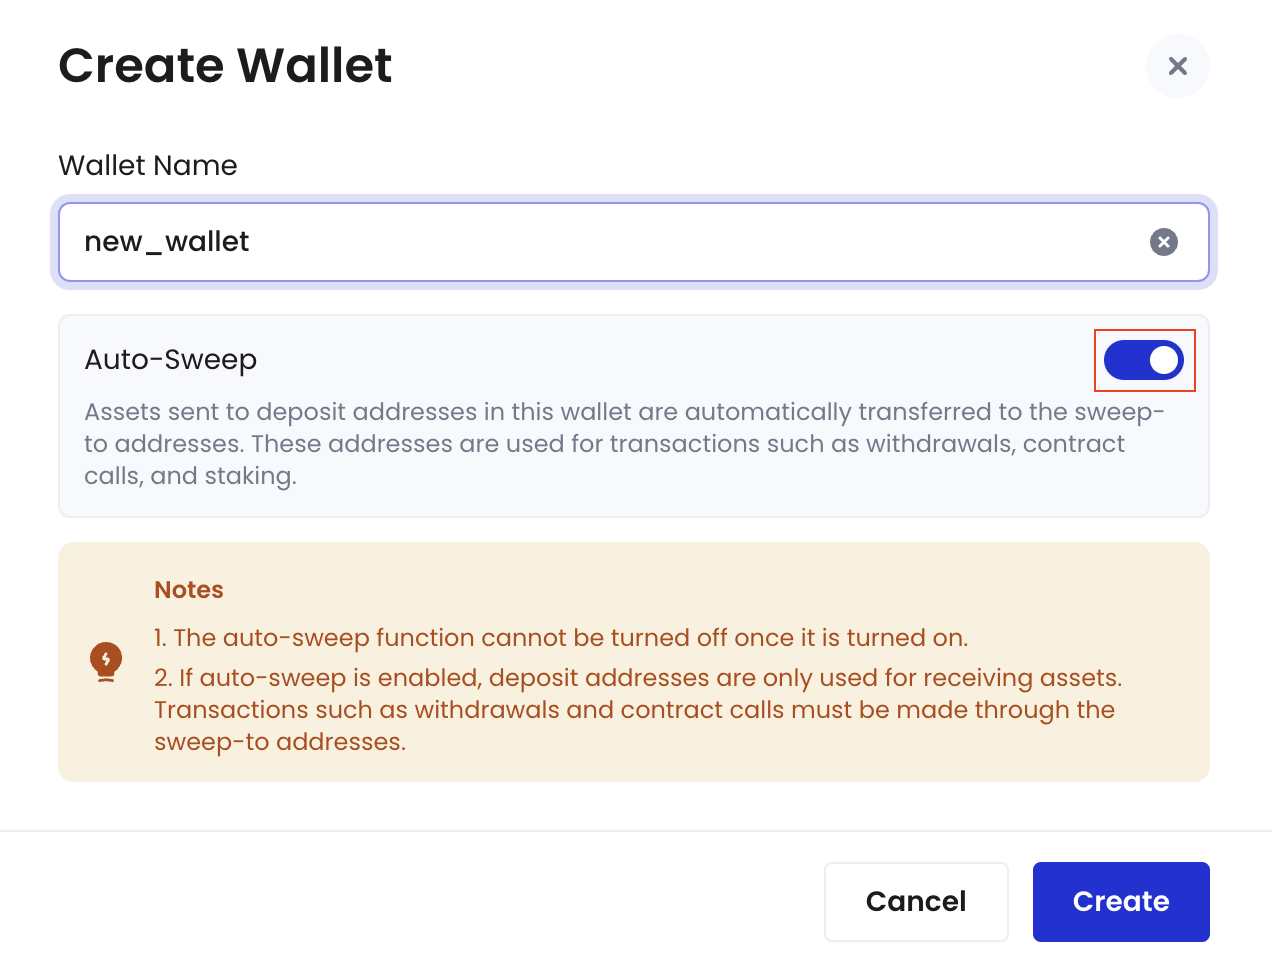 Create Wallet
Wallet Name
new_wallet
Auto-Sweep
Assets sent to deposit addresses in this wallet are automatically transferred to the sweep-
to addresses. These addresses are used for transactions such as withdrawals, contract
calls, and staking.
Notes
1. The auto-sweep function cannot be turned off once it is turned on.
2. If auto-sweep is enabled, deposit addresses are only used for receiving assets.
Transactions such as withdrawals and contract calls must be made through the
sweep-to addresses.
Cancel
Create